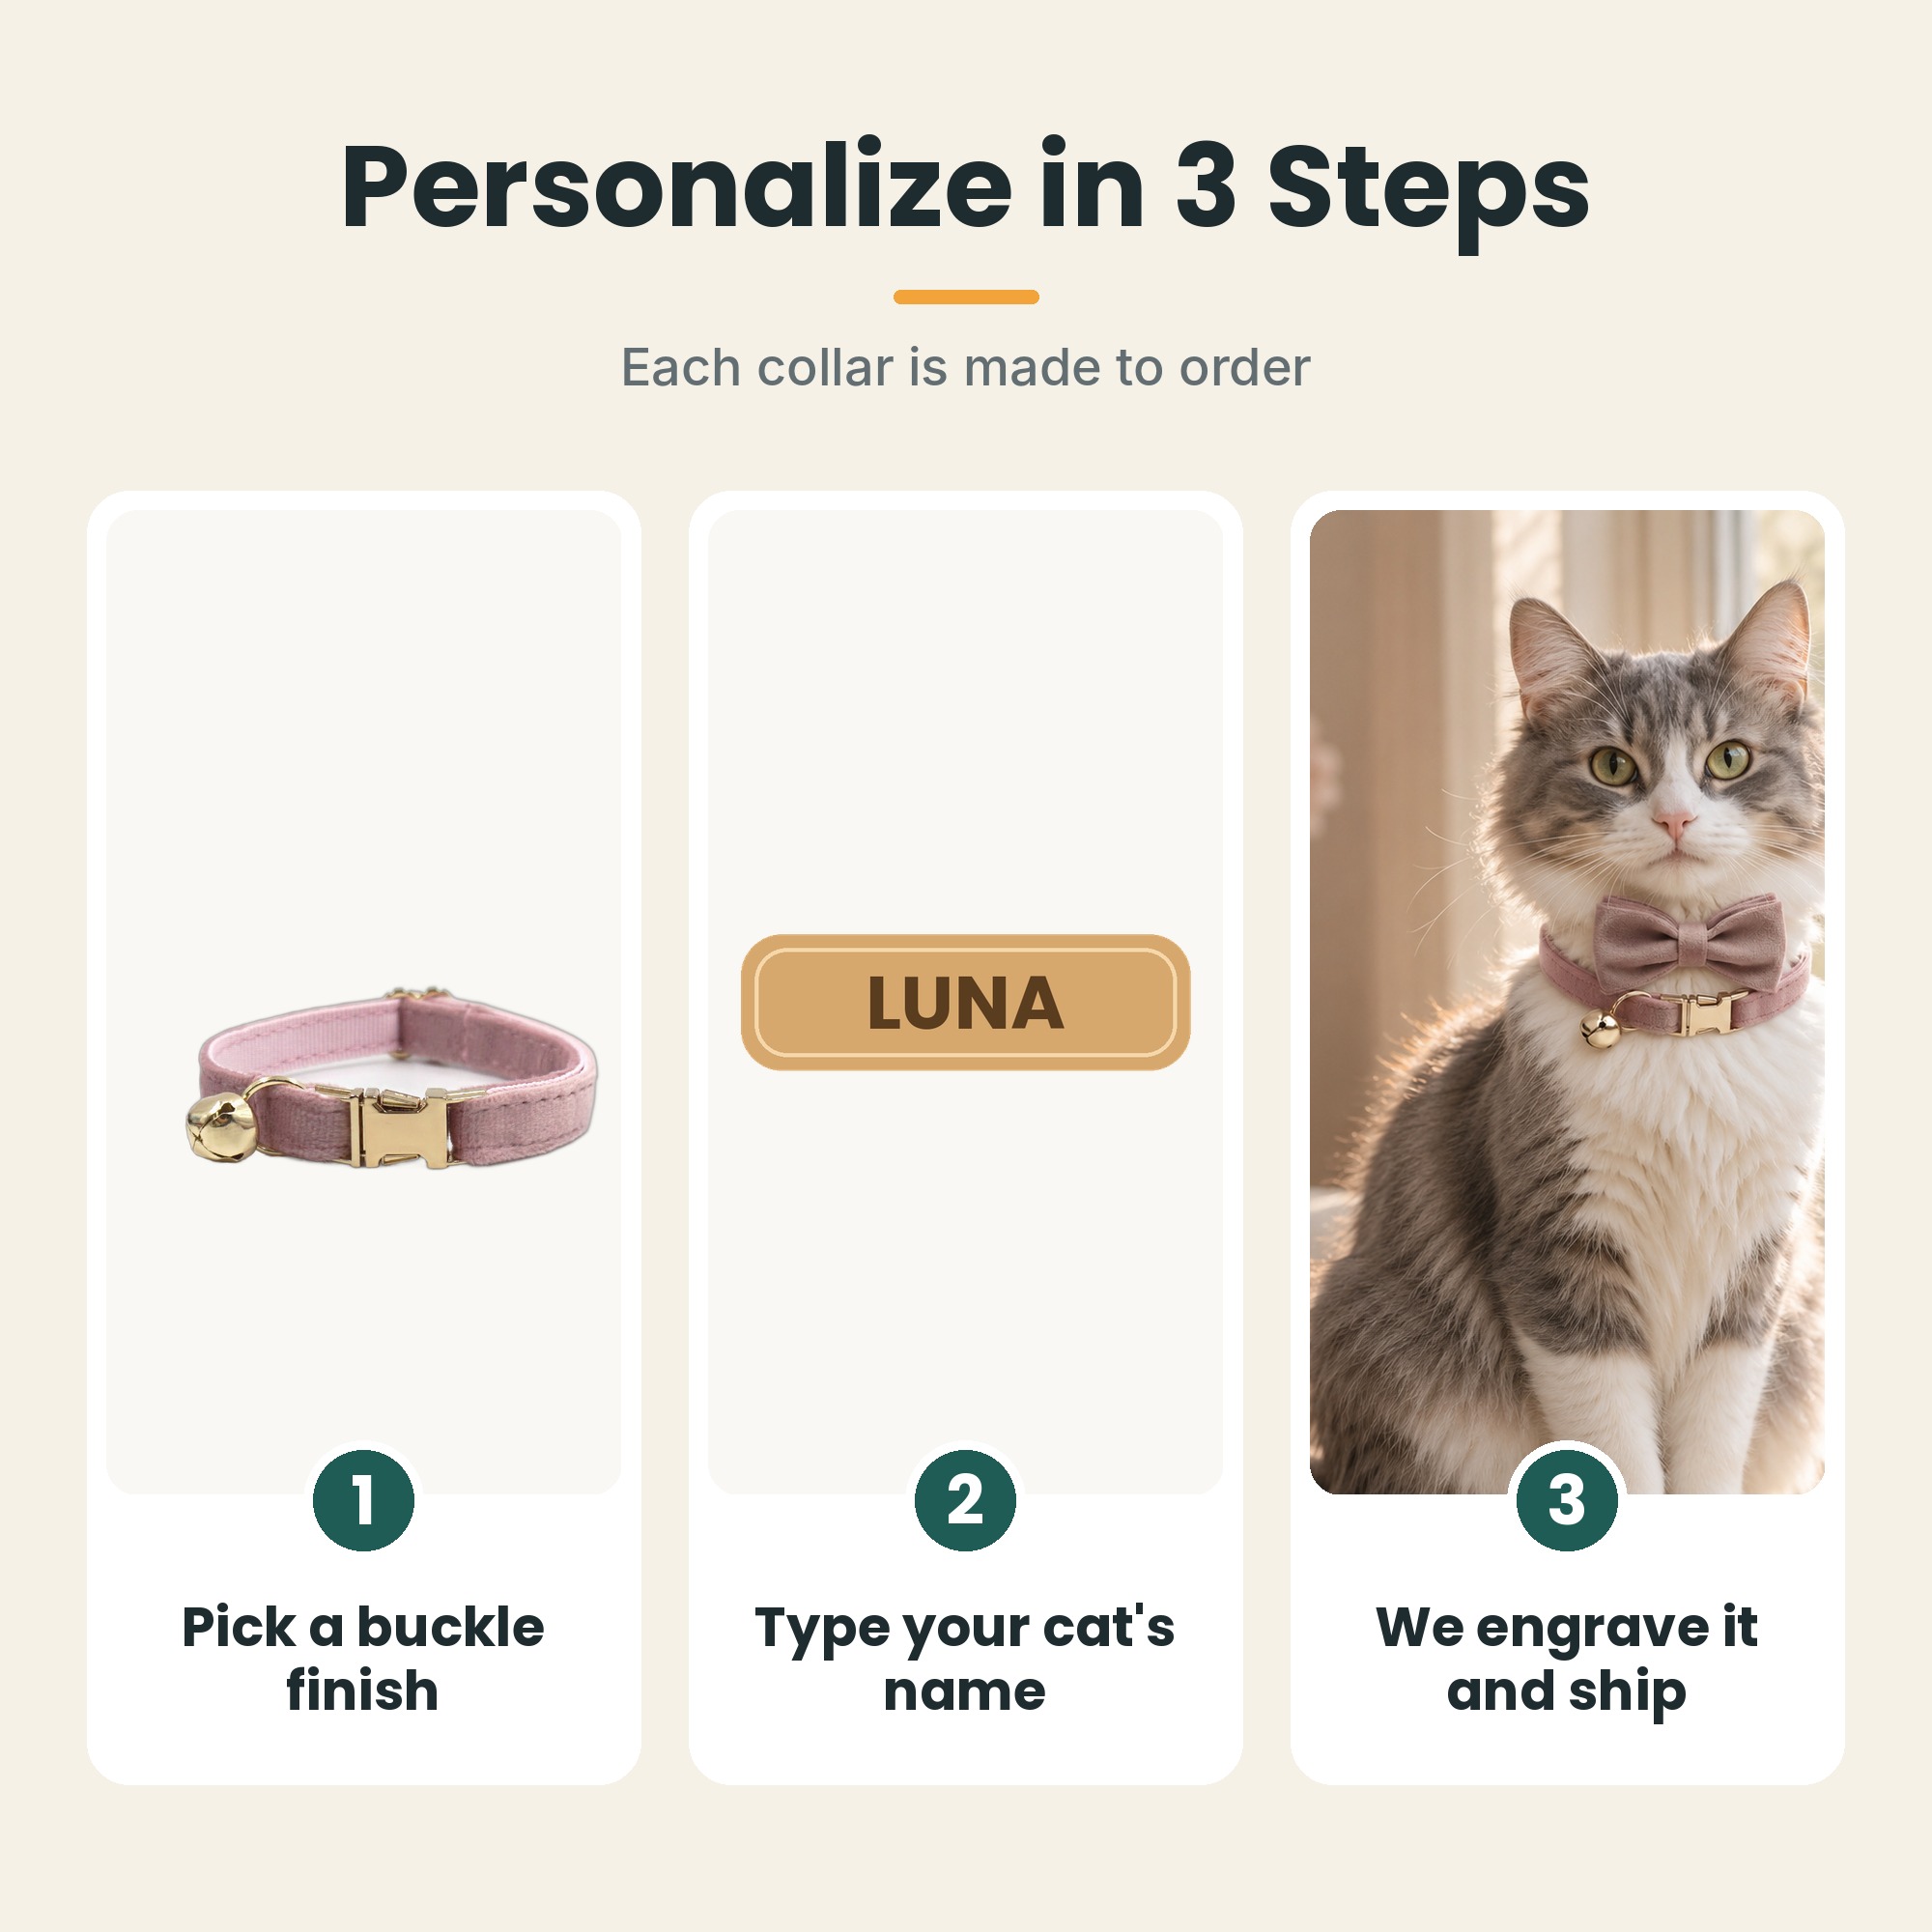 Personalize in 3 Steps
Each collar is made to order
LUNA
1
2
3
Pick a buckle
finish
Type your cat's
name
We engrave it
and ship